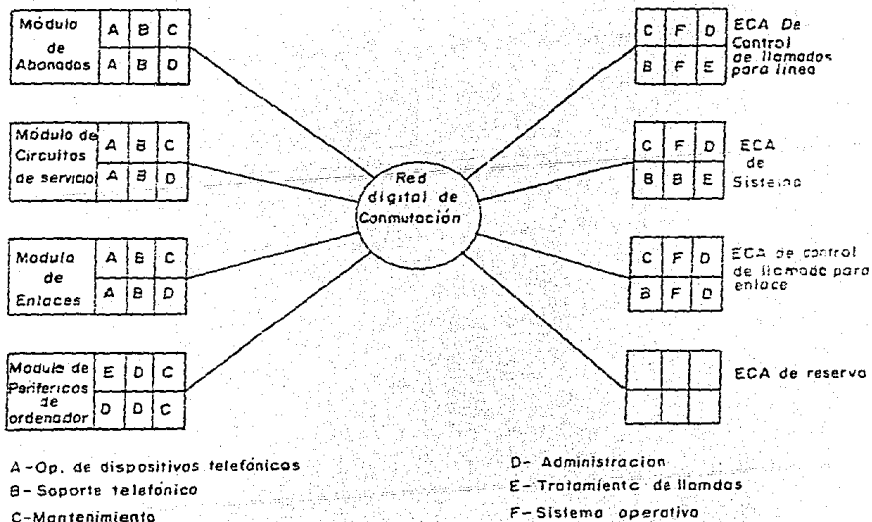 Módulo
de
Abonados
A B C
A B D
Módulo de
Circuitos
de servicio
A B C
A B D
Modulo
de
Enlaces
A B C
A B D
Modulo de
Perifericos
de
ordenador
E D C
D D C
Red
digital de
Conmutación
C F D
B F E
ECA De
Control
de llamados
para linea
C F D
B B E
ECA
de
Sistema
C F D
B F D
ECA de control
de llamado para
enlace
ECA de reserva
A-Op. de dispositivos telefónicos
B-Soporte telefónico
C-Mantenimiento
D- Administracion
E-Tratamiento de llamdas
F-Sistema operativo